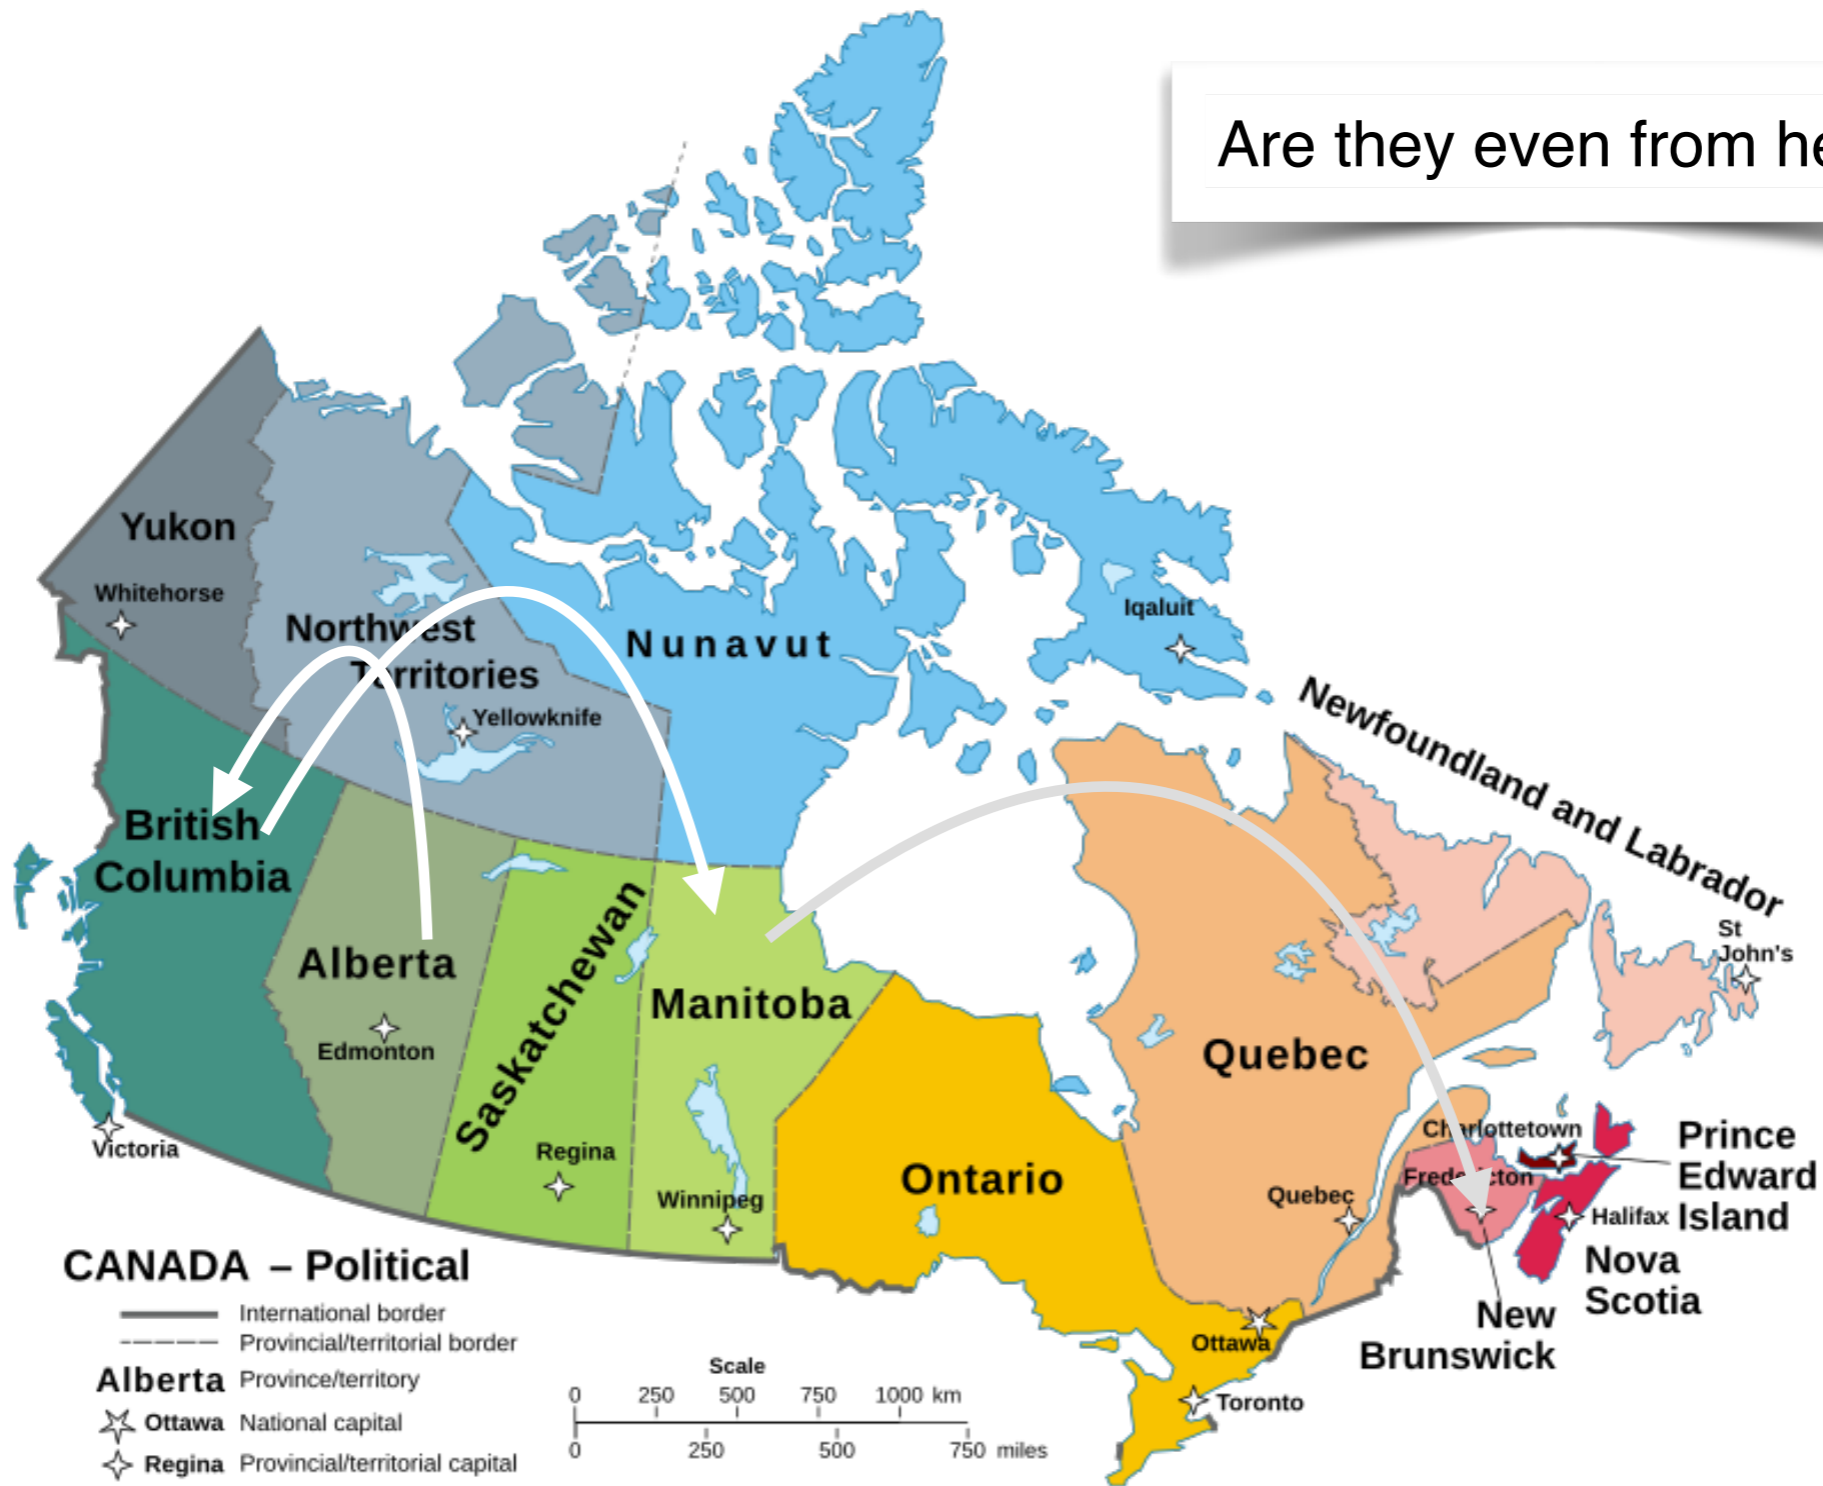 Are they even from he
Yukon
Whitehorse
Northwest
Territories
Yellowknife
Nunavut
Iqaluit
Newfoundland and Labrador
British
Columbia
Victoria
Alberta
Edmonton
Saskatchewan
Regina
Manitoba
Winnipeg
Ontario
Ottawa
Toronto
Quebec
Quebec
St
John's
Charlottetown
Fredericton
Prince
Edward
Island
Halifax
Nova
Scotia
New
Brunswick
CANADA – Political
International border
Provincial/territorial border
Alberta Province/territory
Ottawa National capital
Regina Provincial/territorial capital
Scale
0 250 500 750 1000 km
0 250 500 750 miles